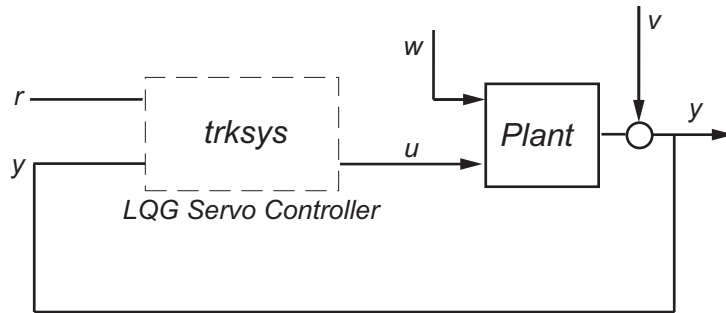 v
w
r
y
trksys
Plant
y
u
LQG Servo Controller